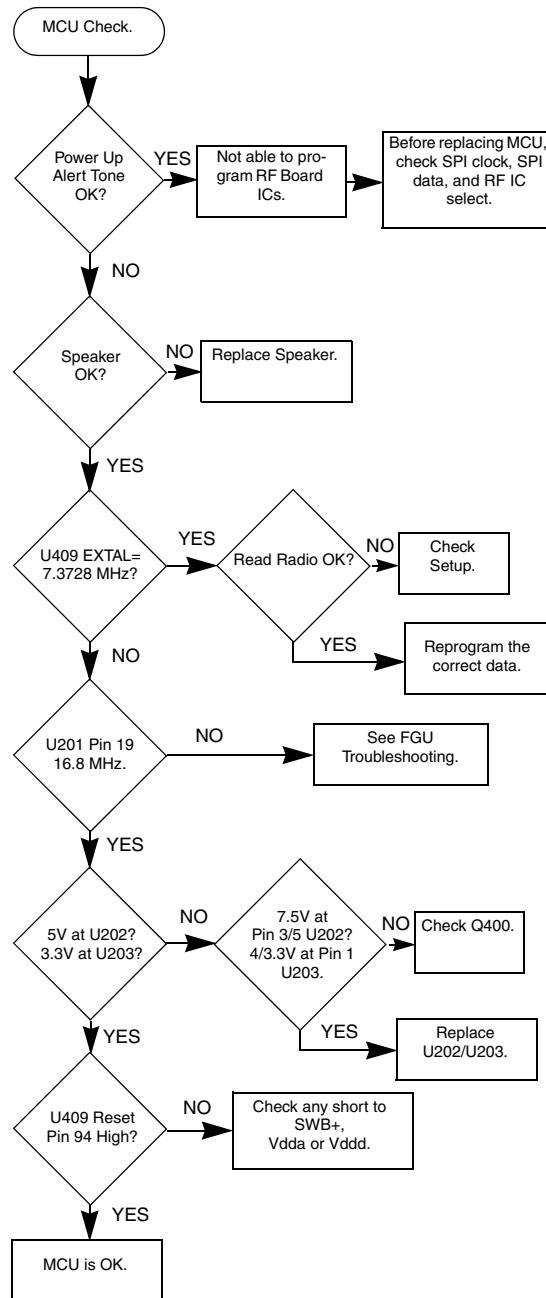 MCU Check.
Power Up
Alert Tone
OK?
YES
Not able to pro-
gram RF Board
ICs.
Before replacing MCU,
check SPI clock, SPI
data, and RF IC
select.
NO
Speaker
OK?
NO
Replace Speaker.
YES
U409 EXTAL=
7.3728 MHz?
YES
Read Radio OK?
NO
Check
Setup.
YES
Reprogram the
correct data.
NO
U201 Pin 19
16.8 MHz.
NO
See FGU
Troubleshooting.
YES
5V at U202?
3.3V at U203?
NO
7.5V at
Pin 3/5 U202?
4/3.3V at Pin 1
U203.
NO
Check Q400.
YES
Replace
U202/U203.
YES
U409 Reset
Pin 94 High?
NO
Check any short to
SWB+,
Vdda or Vddd.
YES
MCU is OK.